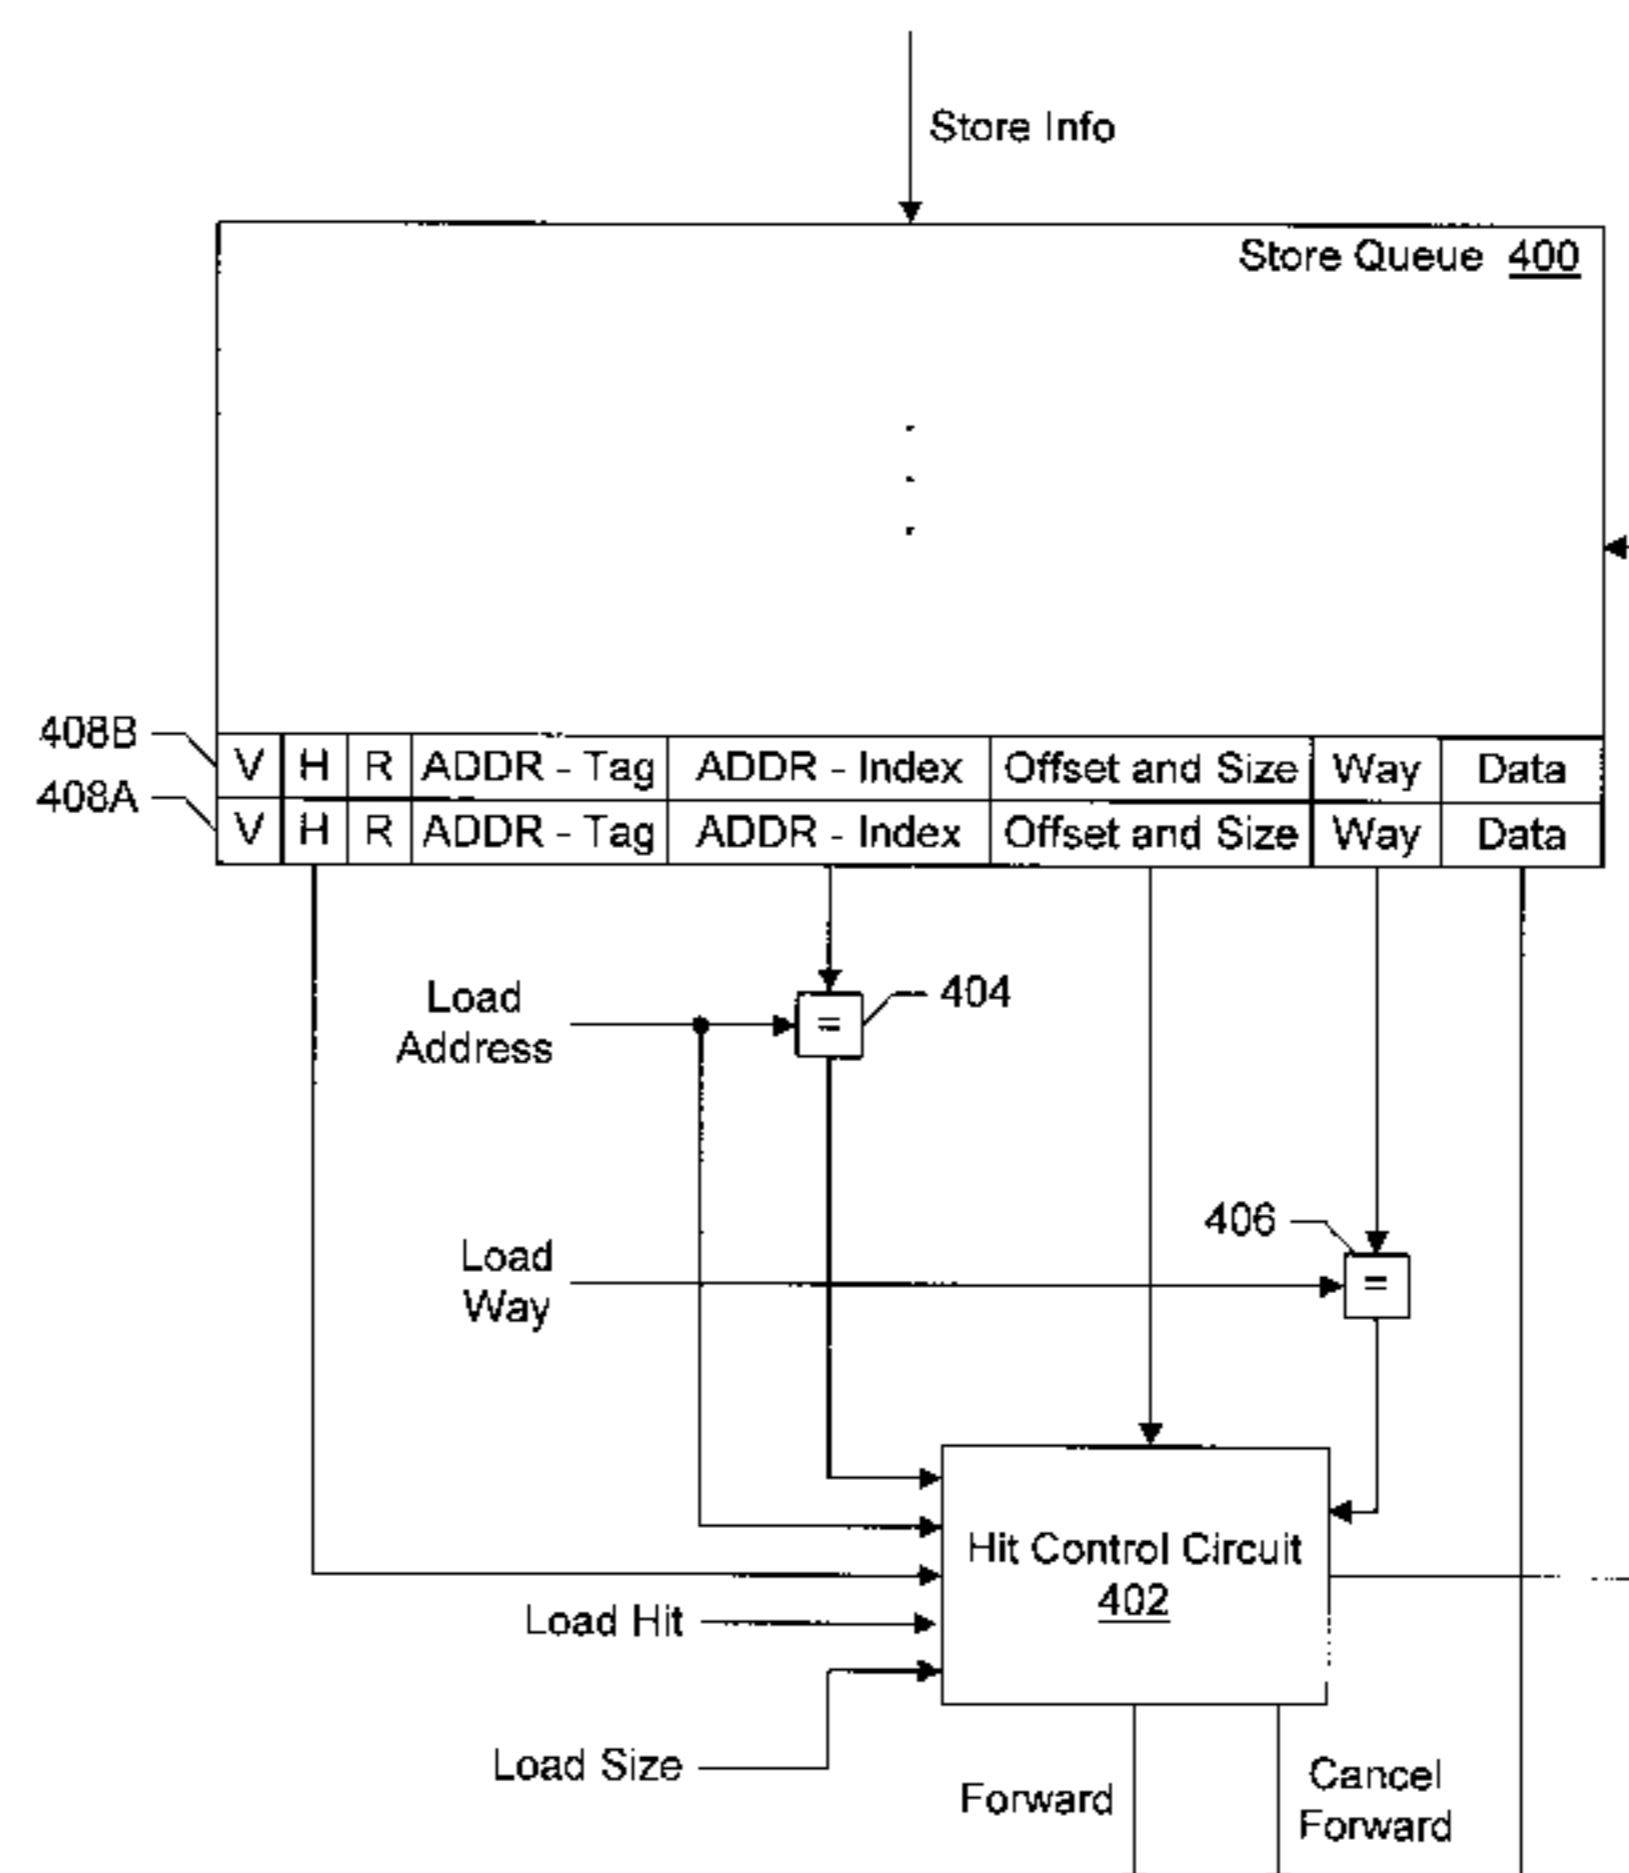 Store Info
Store Queue 400
408B
V H R ADDR - Tag ADDR - Index Offset and Size Way Data
408A
V H R ADDR - Tag ADDR - Index Offset and Size Way Data
Load
Address
=
404
406
Load
Way
=
Hit Control Circuit
402
Load Hit
Load Size
Forward
Cancel
Forward